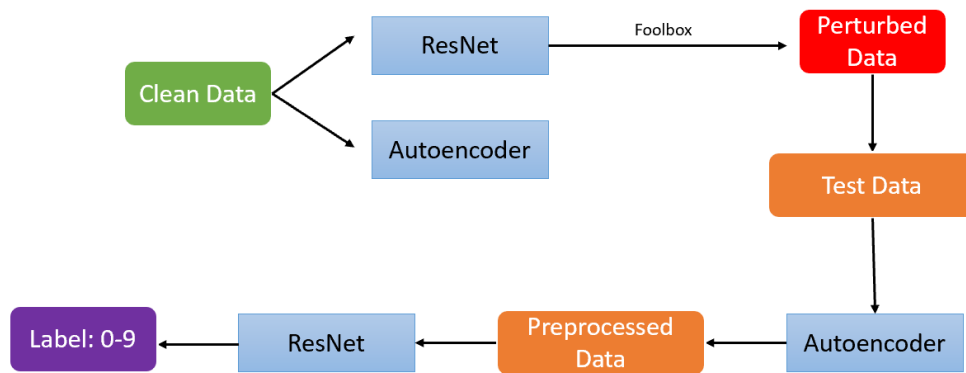 ResNet
Foolbox
Perturbed
Data
Clean Data
Autoencoder
Test Data
Label: 0-9
ResNet
Preprocessed
Data
Autoencoder